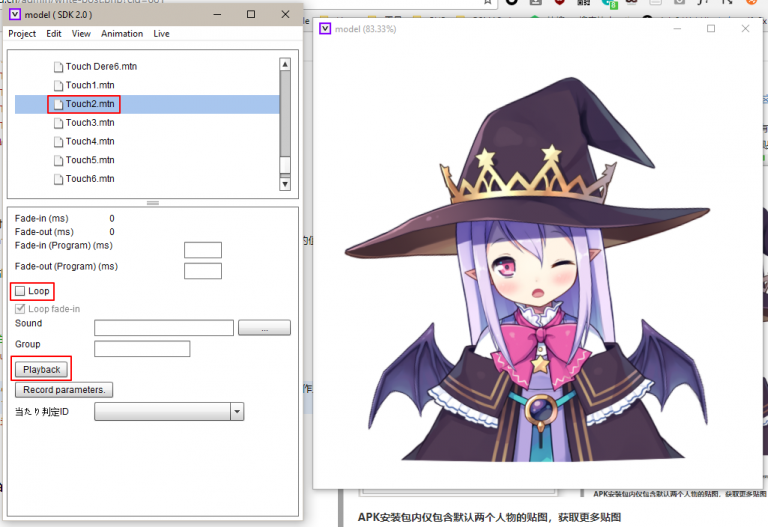 model ( SDK 2.0 )
Project Edit View Animation Live
Touch Dere6.mtn
Touch1.mtn
Touch2.mtn
Touch3.mtn
Touch4.mtn
Touch5.mtn
Touch6.mtn
Fade-in (ms) 0
Fade-out (ms) 0
Fade-in (Program) (ms)
Fade-out (Program) (ms)
Loop
Loop fade-in
Sound
...
Group
Playback
Record parameters.
当たり判定ID
model (83.33%)
APK安装包内仅包含默认两个人物的贴图，获取更多贴图
APK安装包内仅包含默认两个人物的贴图，获取更多贴图